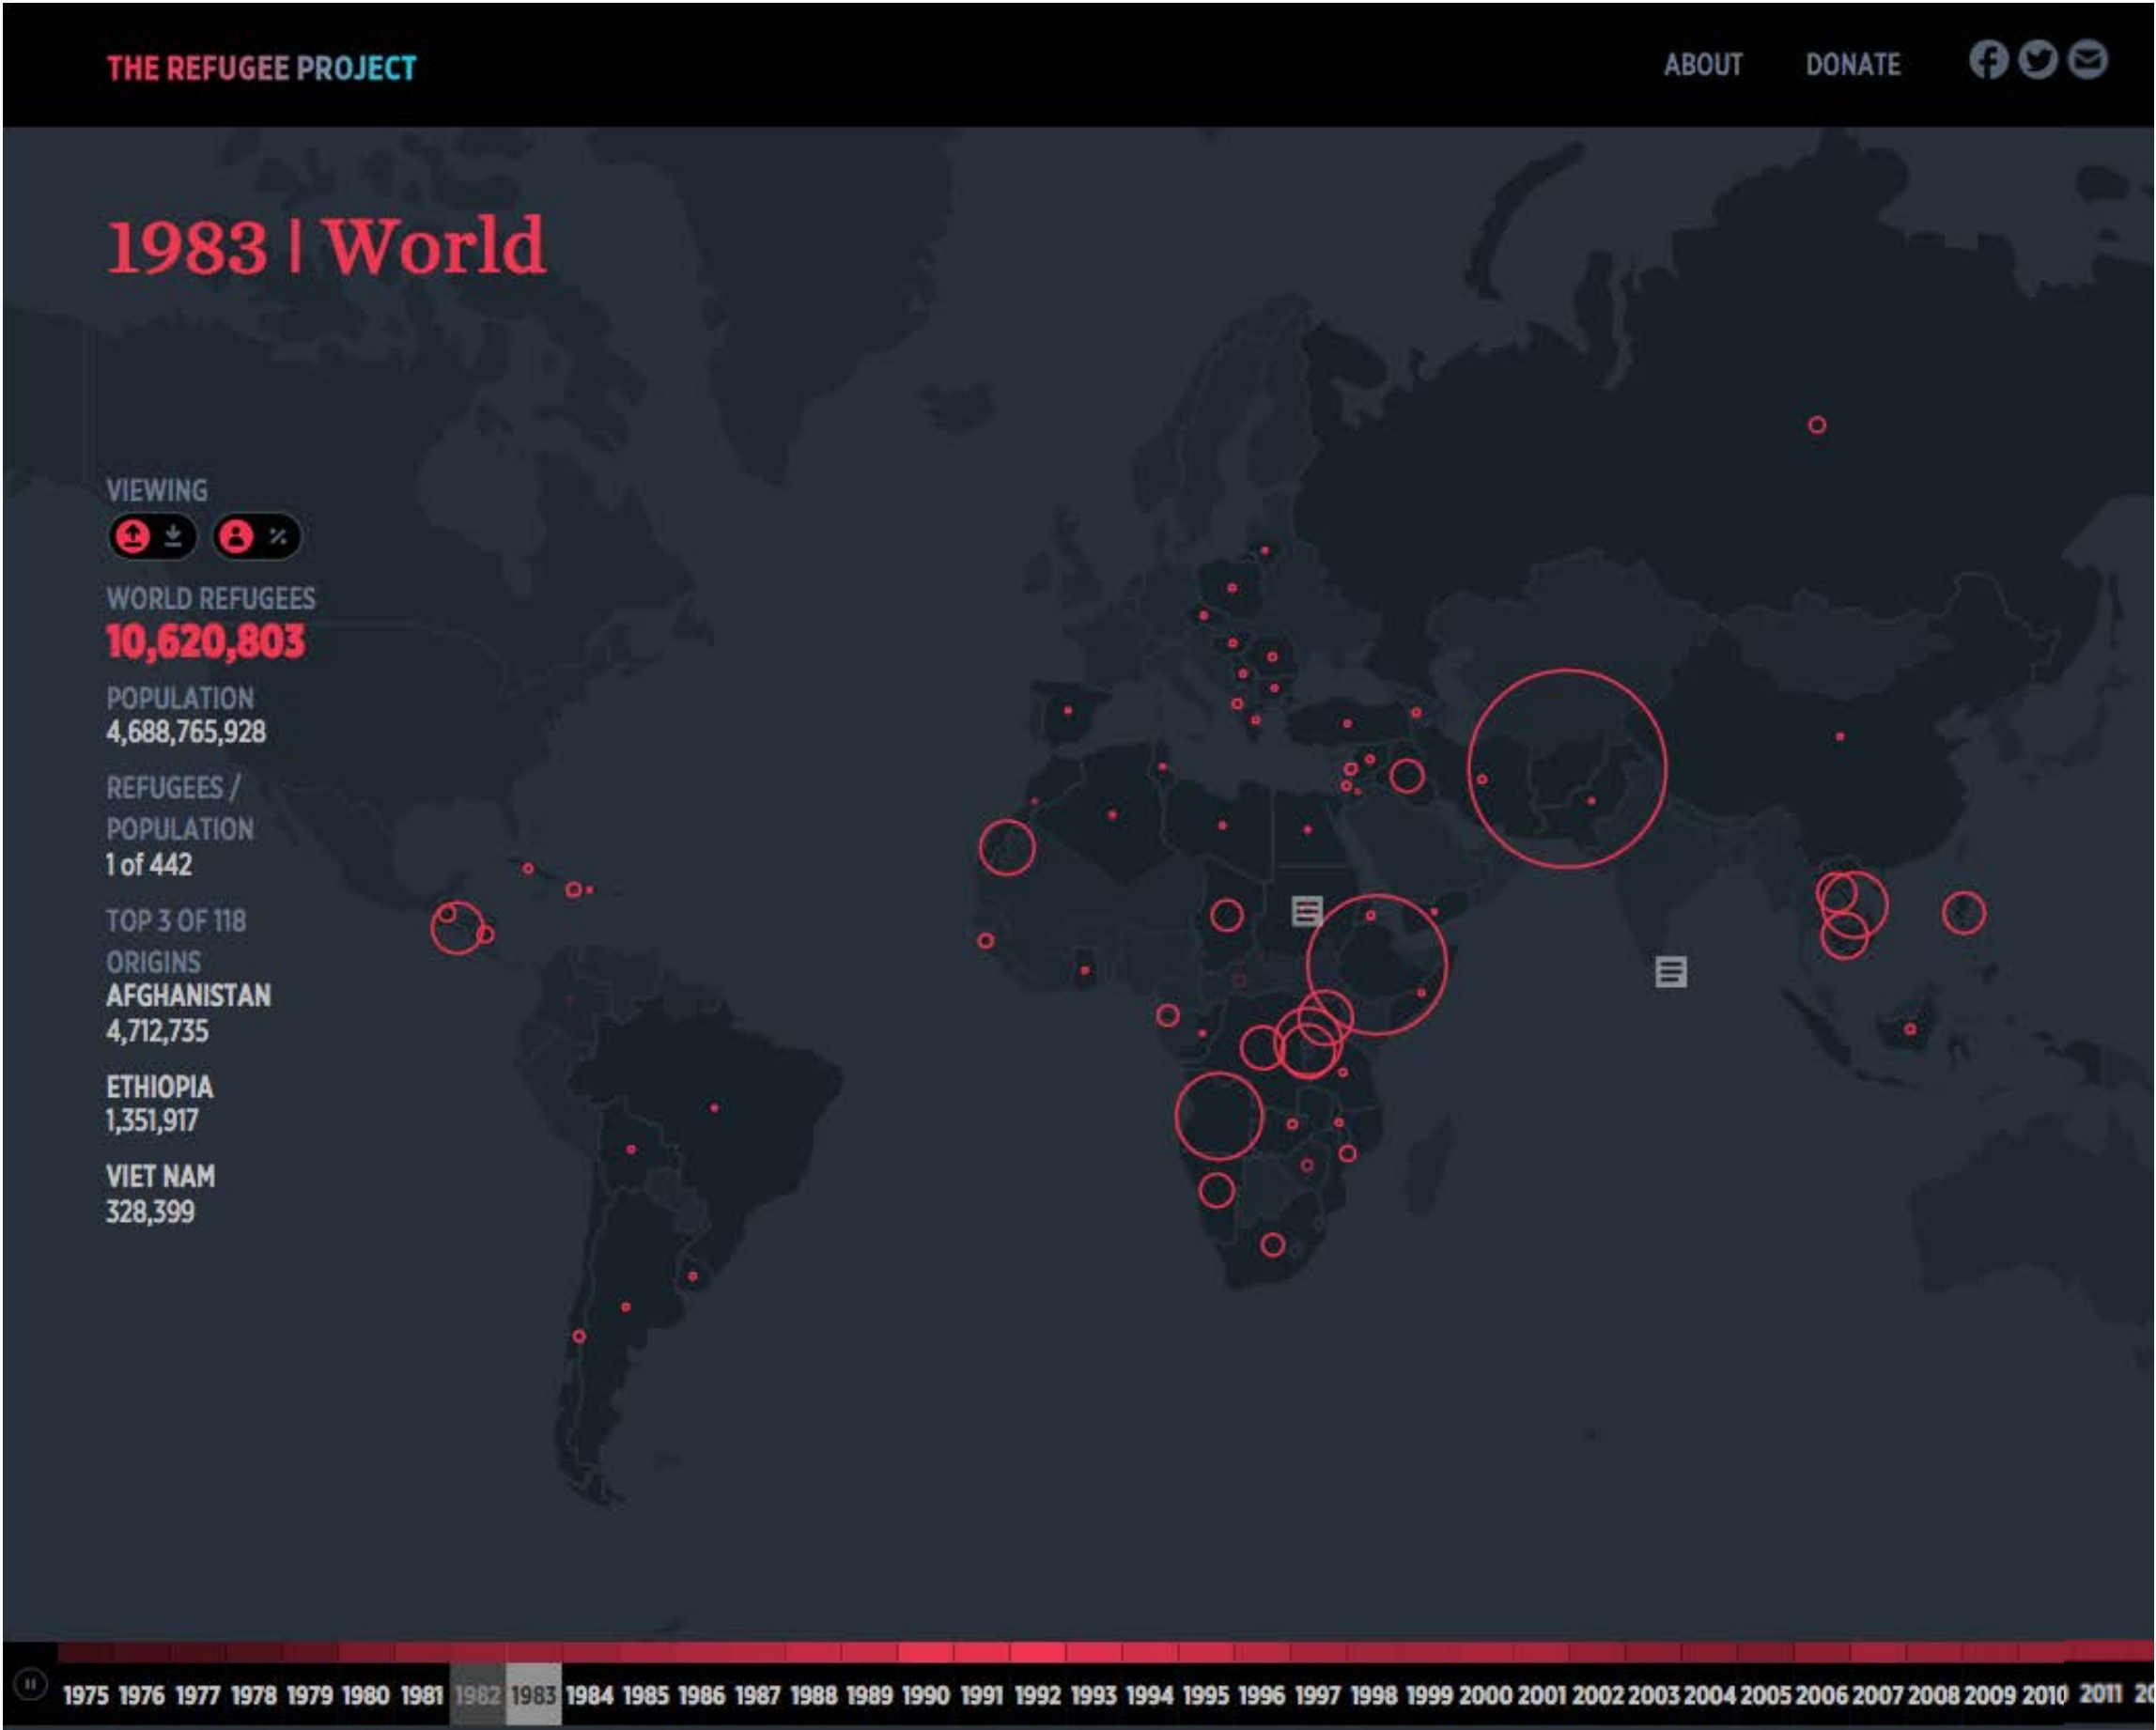 THE REFUGEE PROJECT
ABOUT DONATE
1983 | World
VIEWING
%
WORLD REFUGEES
10,620,803
POPULATION
4,688,765,928
REFUGEES /
POPULATION
1 of 442
TOP 3 OF 118
ORIGINS
AFGHANISTAN
4,712,735
ETHIOPIA
1,351,917
VIET NAM
328,399
1975 1976 1977 1978 1979 1980 1981 1982 1983 1984 1985 1986 1987 1988 1989 1990 1991 1992 1993 1994 1995 1996 1997 1998 1999 2000 2001 2002 2003 2004 2005 2006 2007 2008 2009 2010 2011